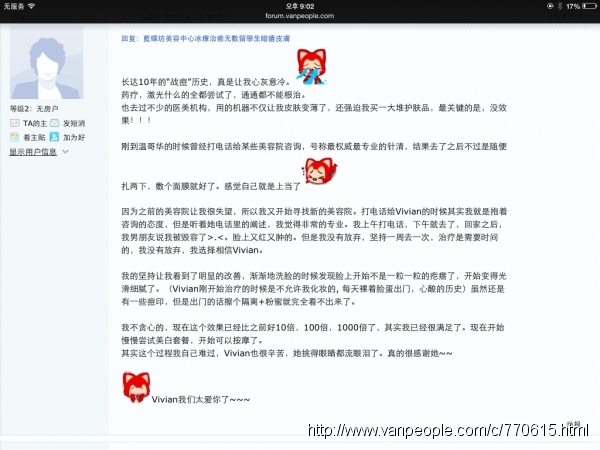 无服务 오후 9:02 17%
forum.vanpeople.com
回复：藍蝶坊美容中心冰療治癒无数留學生暗瘡皮膚
长达10年的"战痘"历史，真是让我心灰意冷。
药疗，激光什么的全都尝试了，通通都不能根治。
也去过不少的医美机构，用的机器不仅让我皮肤变薄了，还强迫我买一大堆护肤品，最关键的是，没效
果！！！
等级2：无房户
TA的主 发短消
看主贴 加为好
显示用户信息
刚到温哥华的时候曾经打电话给某些美容院咨询，号称最权威最专业的针清，结果去了之后不过是随便
扎两下，敷个面膜就好了。感觉自己就是上当了
因为之前的美容院让我很失望，所以我又开始寻找新的美容院。打电话给Vivian的时候其实我就是抱着
咨询的态度，但是听着她电话里的阐述，我觉得非常的专业。我上午打电话，下午就去了，回家之后，
我男朋友说我被毁容了>.<。脸上又红又肿的。但是我没有放弃，坚持一周去一次，治疗是需要时间
的，我没有放弃，我选择相信Vivian。
我的坚持让我看到了明显的改善，渐渐地洗脸的时候发现脸上开始不是一粒一粒的疙瘩了，开始变得光
滑细腻了。（Vivian刚开始治疗的时候是不允许我化妆的, 每天裸着脸蛋出门，心酸的历史）虽然还是
有一些痘印，但是出门的话擦个隔离+粉蜜就完全看不出来了。
我不贪心的，现在这个效果已经比之前好10倍，100倍，1000倍了，其实我已经很满足了。现在开始
慢慢尝试美白套餐，开始可以按摩了。
其实这个过程我自己难过，Vivian也很辛苦，她挑得眼睛都流眼泪了。真的很感谢她~~
Vivian我们太爱你了~~~
http://www.vanpeople.com/c/770615.html